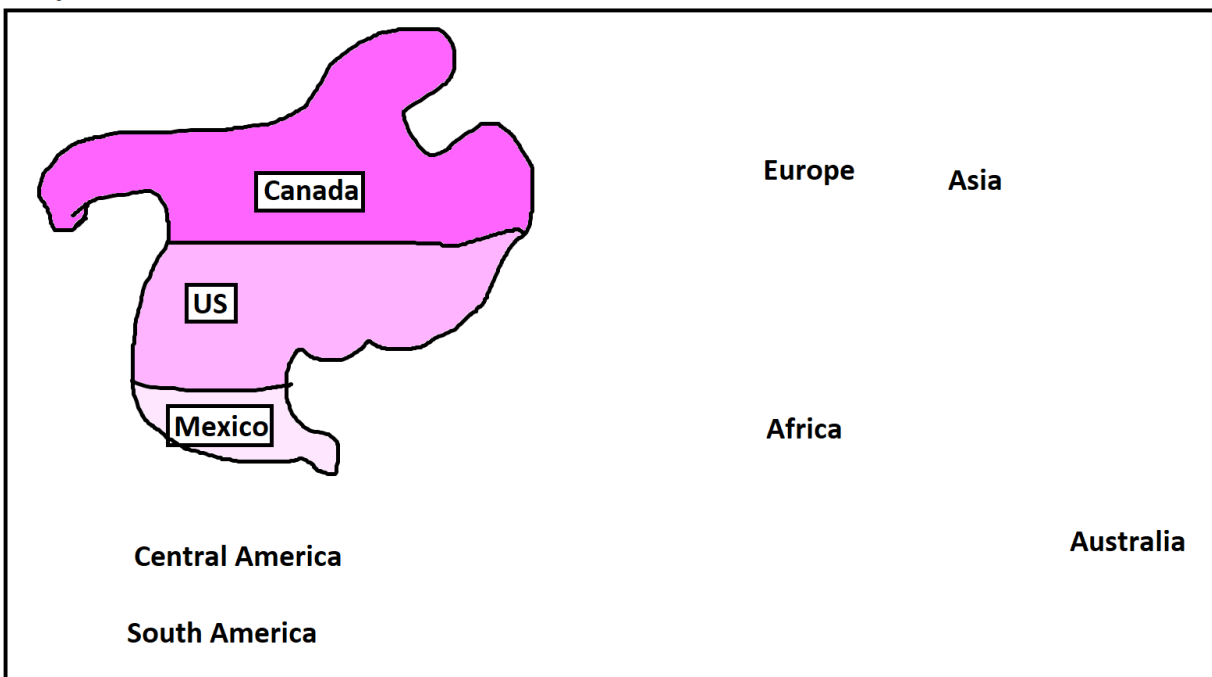 Canada
Europe
Asia
US
Mexico
Africa
Central America
Australia
South America